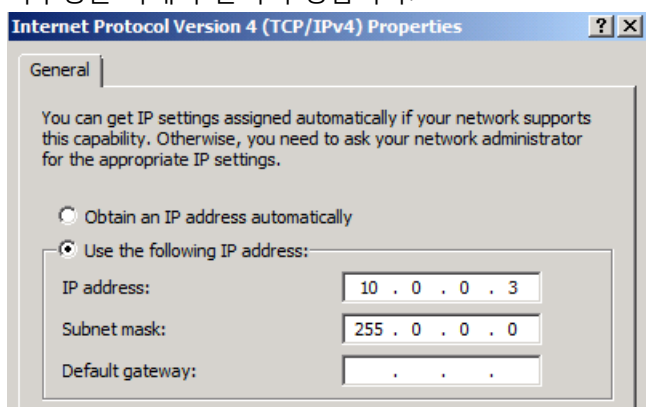 Internet Protocol Version 4 (TCP/IPv4) Properties ? X
General
You can get IP settings assigned automatically if your network supports
this capability. Otherwise, you need to ask your network administrator
for the appropriate IP settings.
Obtain an IP address automatically
Use the following IP address:
IP address: 10 . 0 . 0 . 3
Subnet mask: 255 . 0 . 0 . 0
Default gateway: . . .